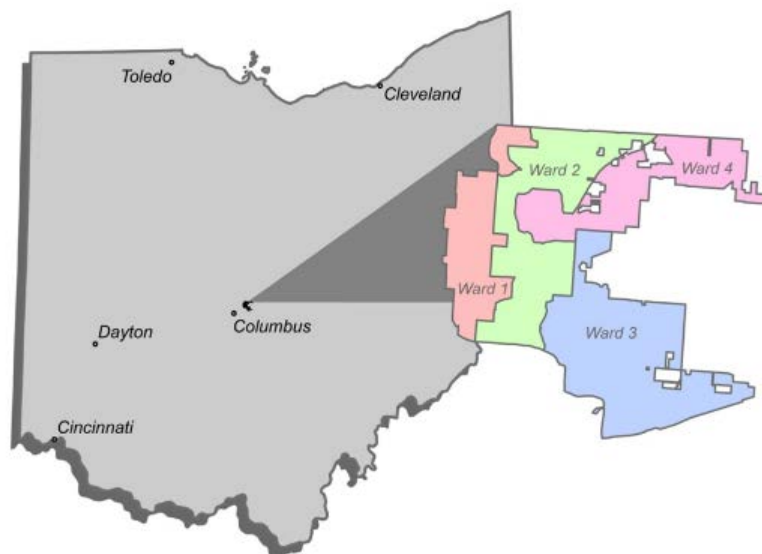 Toledo
Cleveland
Ward 2
Ward 4
Ward 1
Columbus
Ward 3
Dayton
Cincinnati